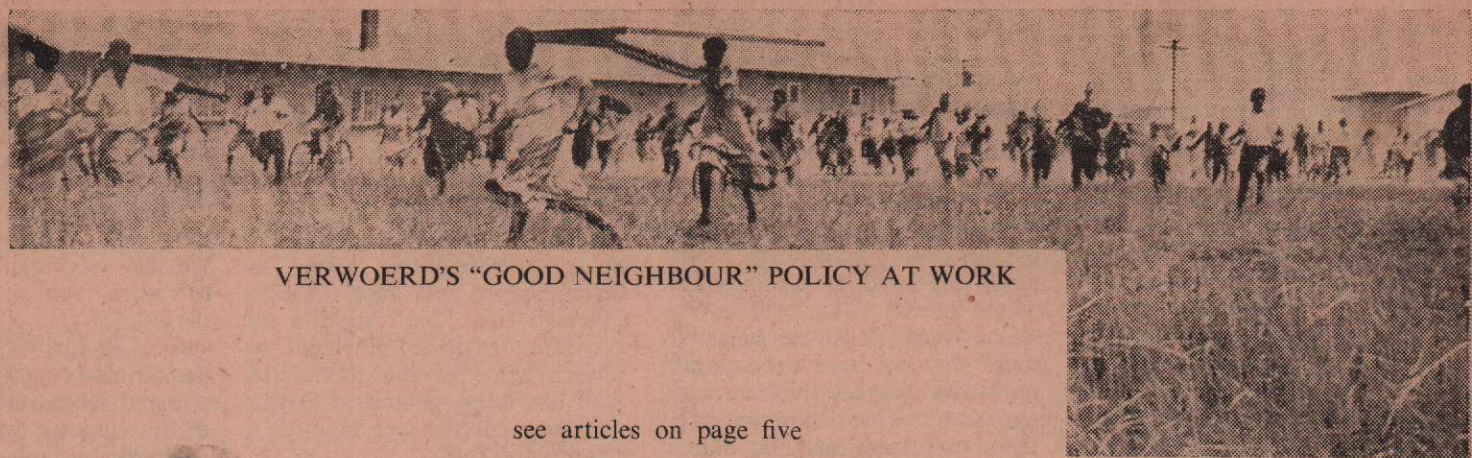 VERWOERD'S “GOOD NEIGHBOUR” POLICY AT WORK
see articles on page five